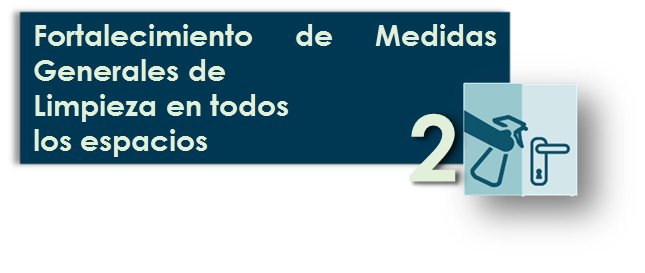 Fortalecimiento de Medidas
Generales de
Limpieza en todos
los espacios
2